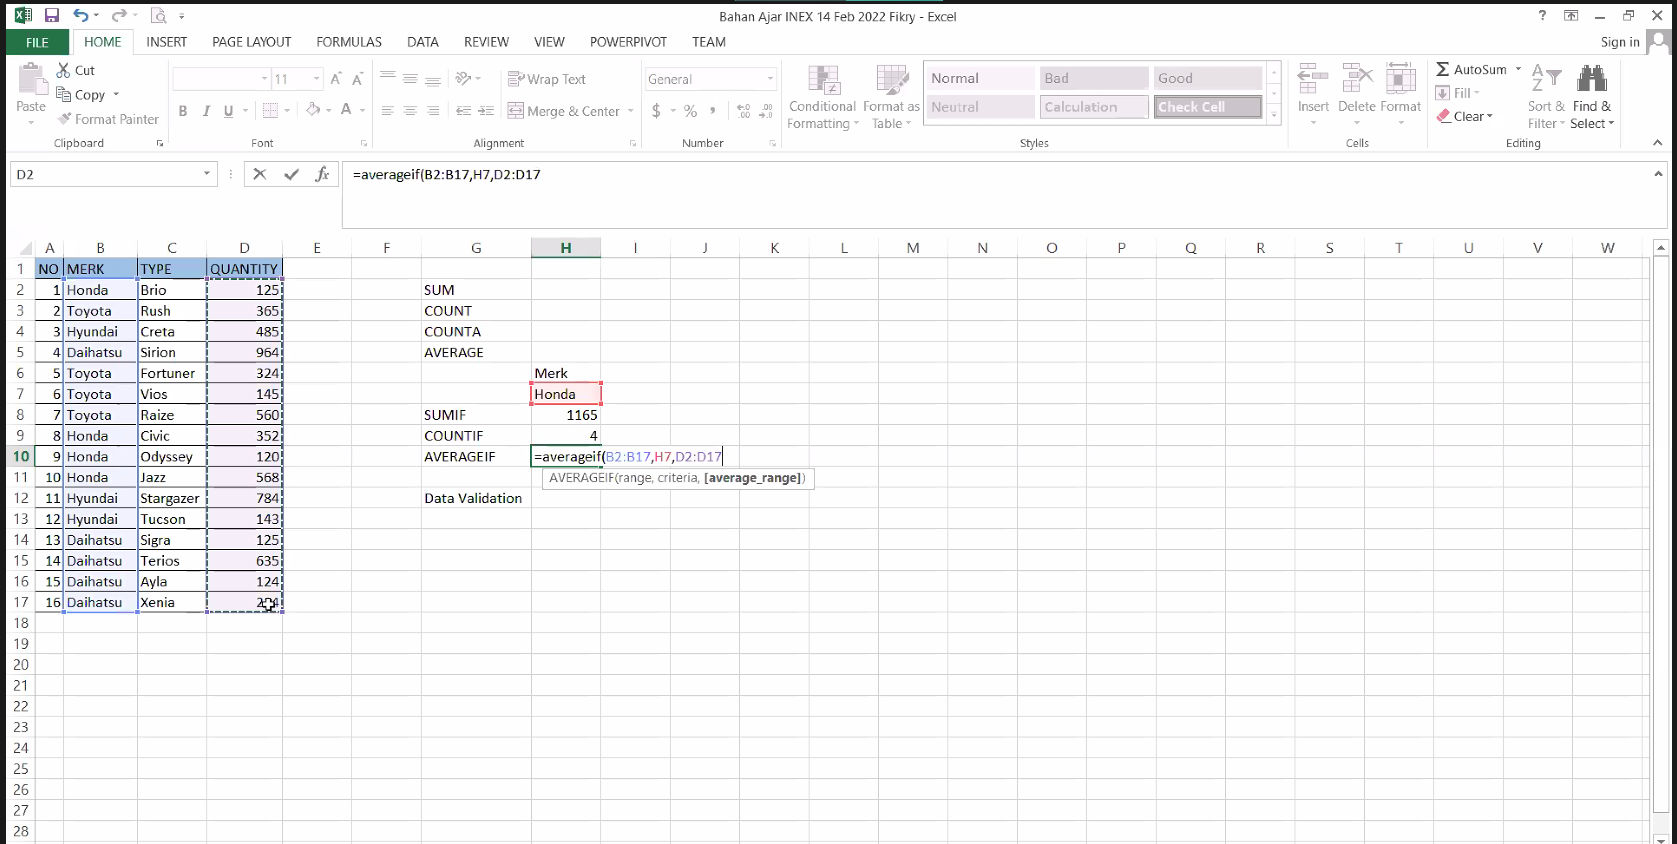 Bahan Ajar INEX 14 Feb 2022 Fikry - Excel
?
FILE HOME INSERT PAGE LAYOUT FORMULAS DATA REVIEW VIEW POWERPIVOT TEAM Sign in
Paste Cut Copy Format Painter
11 A A
B I U A
Wrap Text
Merge & Center
General
$ % ,
Conditional Formatting
Format as Table
Normal Bad Good
Neutral Calculation Check Cell
Insert Delete Format
AutoSum
Fill
Clear
Sort & Filter
Find & Select
Clipboard Font Alignment Number Styles Cells Editing
D2 fx =averageif(B2:B17,H7,D2:D17
A B C D E F G H I J K L M N O P Q R S T U V W
1 NO MERK TYPE QUANTITY
2 1 Honda Brio 125 SUM
3 2 Toyota Rush 365 COUNT
4 3 Hyundai Creta 485 COUNTA
5 4 Daihatsu Sirion 964 AVERAGE
6 5 Toyota Fortuner 324 Merk
7 6 Toyota Vios 145 Honda
8 7 Toyota Raize 560 SUMIF 1165
9 8 Honda Civic 352 COUNTIF 4
10 9 Honda Odyssey 120 AVERAGEIF =averageif(B2:B17,H7,D2:D17
11 10 Honda Jazz 568 AVERAGEIF(range, criteria, [average_range])
12 11 Hyundai Stargazer 784 Data Validation
13 12 Hyundai Tucson 143
14 13 Daihatsu Sigra 125
15 14 Daihatsu Terios 635
16 15 Daihatsu Ayla 124
17 16 Daihatsu Xenia
18
19
20
21
22
23
24
25
26
27
28